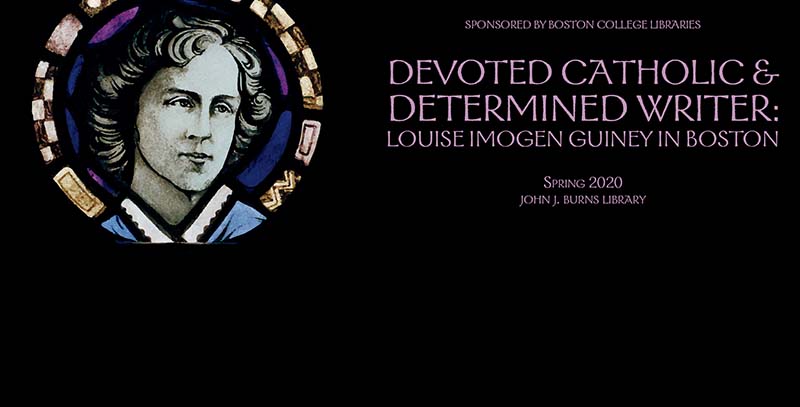 SPONSORED BY BOSTON COLLEGE LIBRARIES
DEVOTED CATHOLIC &
DETERMINED WRITER:
LOUISE IMOGEN GUINEY IN BOSTON
SPRING 2020
JOHN J. BURNS LIBRARY